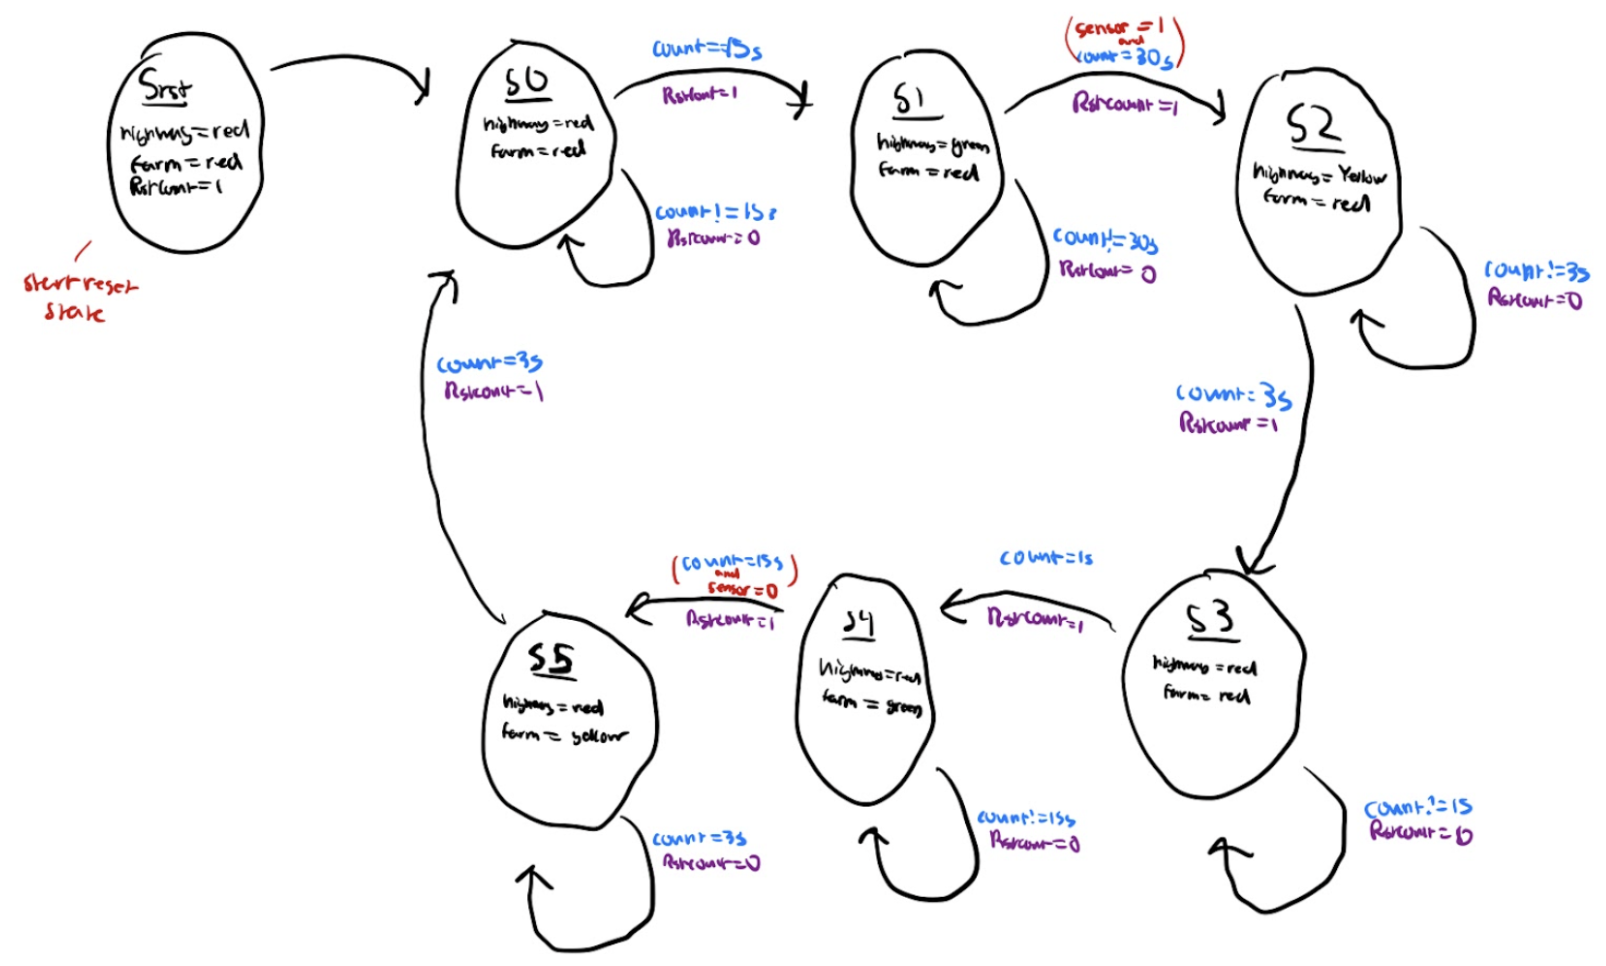 Srst
highway=red
farm=red
Rstcount=1
start reset
state
S0
highway=red
farm=red
count=15s
Rstcount=1
count!=15s
Rstcount=0
S1
highway=green
farm=red
(sensor=1
and
count=30s)
Rstcount=1
count!=30s
Rstcount=0
S2
highway=Yellow
farm=red
count!=3s
Rstcount=0
count=3s
Rstcount=1
S3
highway=red
farm=red
count!=1s
Rstcount=0
count=1s
Rstcount=1
S4
highway=red
farm=green
count!=15s
Rstcount=0
(count=15s
and
sensor=0)
Rstcount=1
S5
highway=red
farm=yellow
count=3s
Rstcount=0
count=3s
Rstcount=1